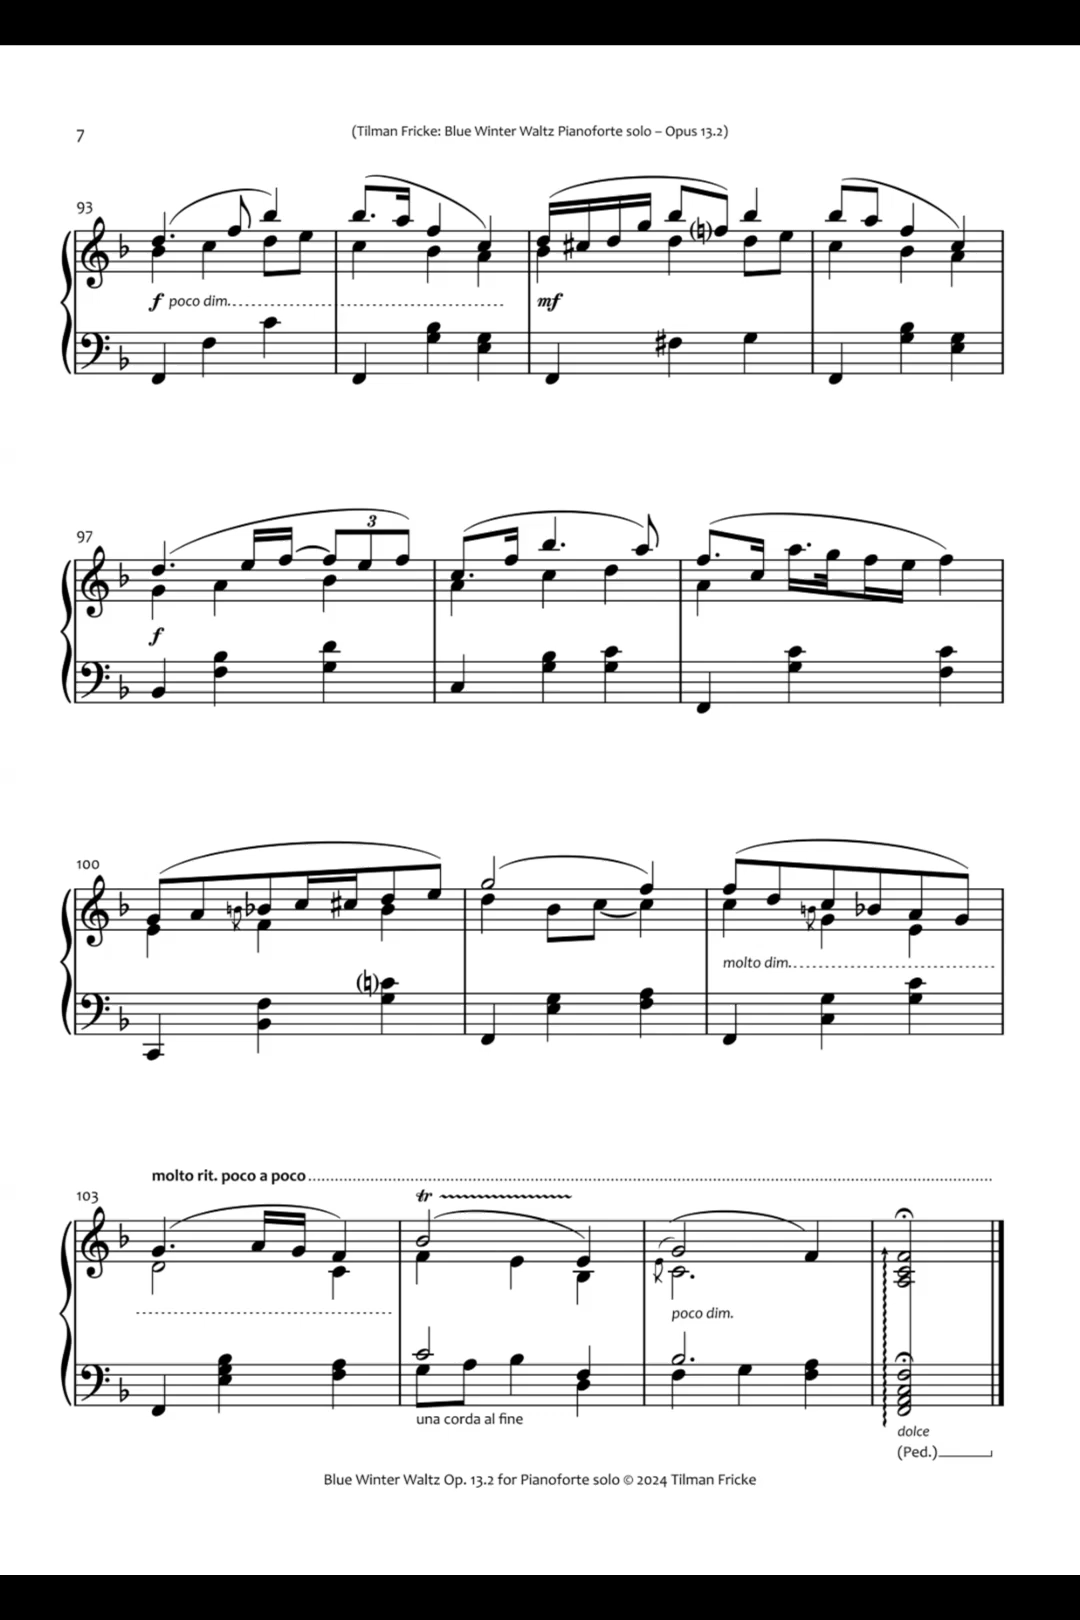 7
(Tilman Fricke: Blue Winter Waltz Pianoforte solo – Opus 13.2)
93
f poco dim.
mf
97
3
f
100
molto dim.
molto rit. poco a poco
103
tr
poco dim.
una corda al fine
dolce
(Ped.)
Blue Winter Waltz Op. 13.2 for Pianoforte solo © 2024 Tilman Fricke